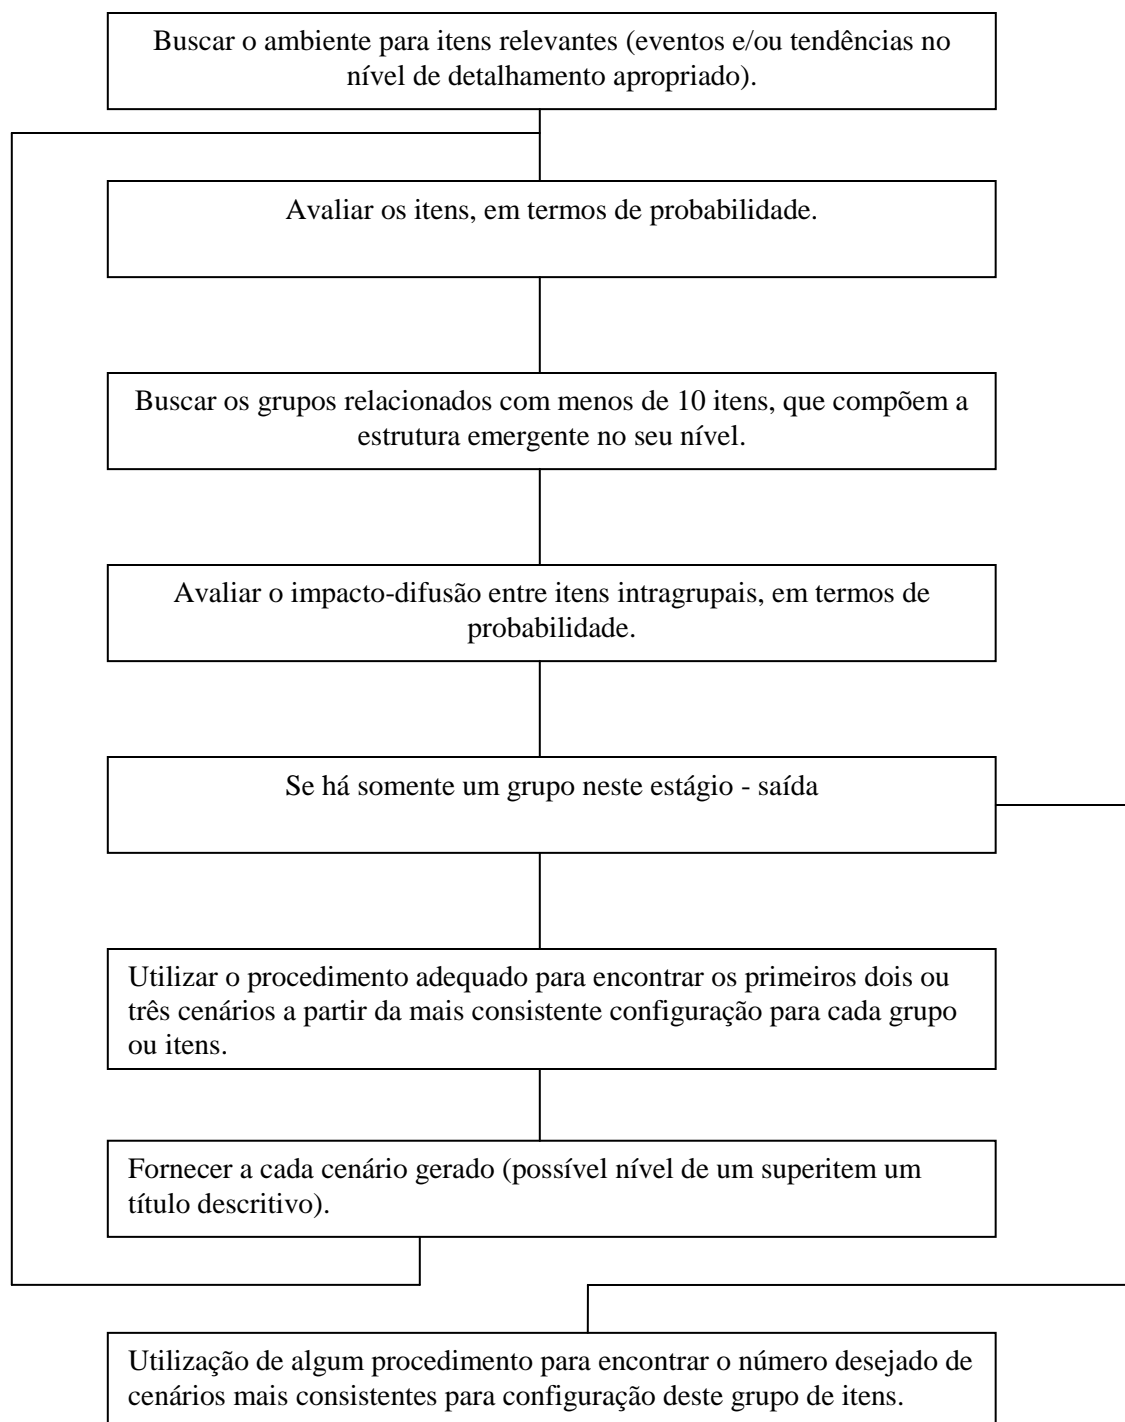 Buscar o ambiente para itens relevantes (eventos e/ou tendências no
nível de detalhamento apropriado).
Avaliar os itens, em termos de probabilidade.
Buscar os grupos relacionados com menos de 10 itens, que compõem a
estrutura emergente no seu nível.
Avaliar o impacto-difusão entre itens intragrupais, em termos de
probabilidade.
Se há somente um grupo neste estágio - saída
Utilizar o procedimento adequado para encontrar os primeiros dois ou
três cenários a partir da mais consistente configuração para cada grupo
ou itens.
Fornecer a cada cenário gerado (possível nível de um superitem um
título descritivo).
Utilização de algum procedimento para encontrar o número desejado de
cenários mais consistentes para configuração deste grupo de itens.